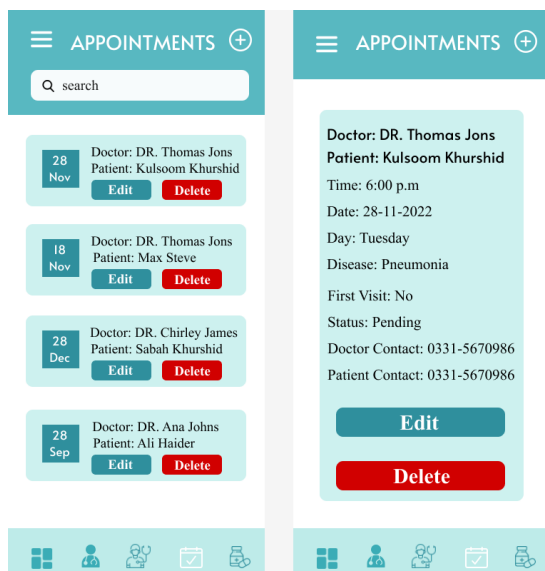 APPOINTMENTS
search
28
Nov
Doctor: DR. Thomas Jons
Patient: Kulsoom Khurshid
Edit Delete
18
Nov
Doctor: DR. Thomas Jons
Patient: Max Steve
Edit Delete
28
Dec
Doctor: DR. Chirley James
Patient: Sabah Khurshid
Edit Delete
28
Sep
Doctor: DR. Ana Johns
Patient: Ali Haider
Edit Delete
APPOINTMENTS
Doctor: DR. Thomas Jons
Patient: Kulsoom Khurshid
Time: 6:00 p.m
Date: 28-11-2022
Day: Tuesday
Disease: Pneumonia
First Visit: No
Status: Pending
Doctor Contact: 0331-5670986
Patient Contact: 0331-5670986
Edit
Delete